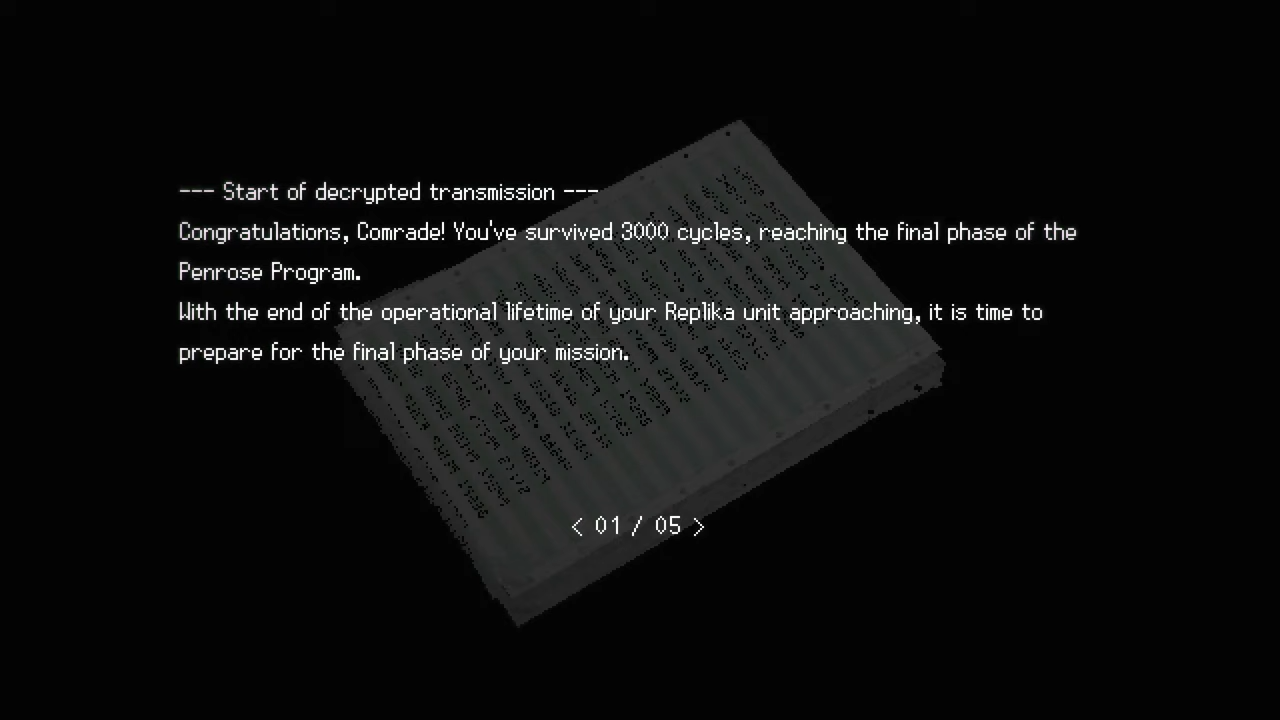 --- Start of decrypted transmission ---
Congratulations, Comrade! You've survived 3000 cycles, reaching the final phase of the
Penrose Program.
With the end of the operational lifetime of your Replika unit approaching, it is time to
prepare for the final phase of your mission.
< 01 / 05 >